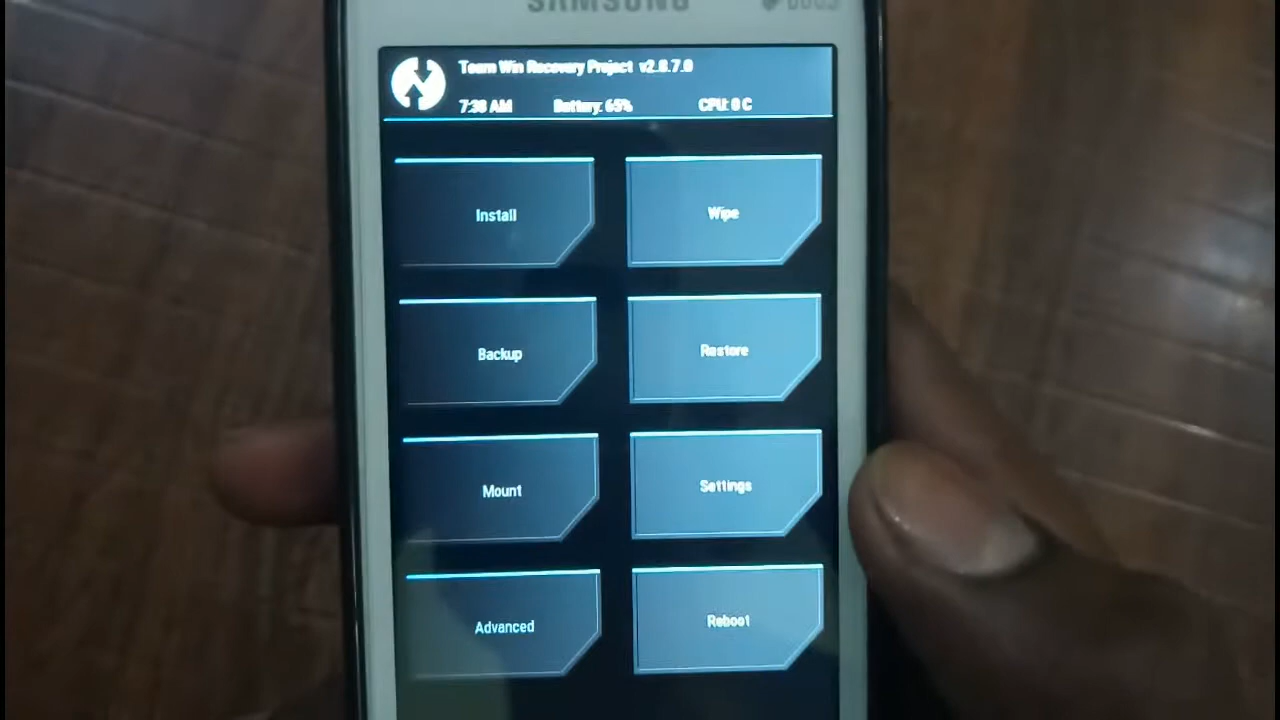 SAMSUNG
Team Win Recovery Project v2.8.7.0
7:38 AM Battery: 65% CPU: 0 C
Install
Wipe
Backup
Restore
Mount
Settings
Advanced
Reboot